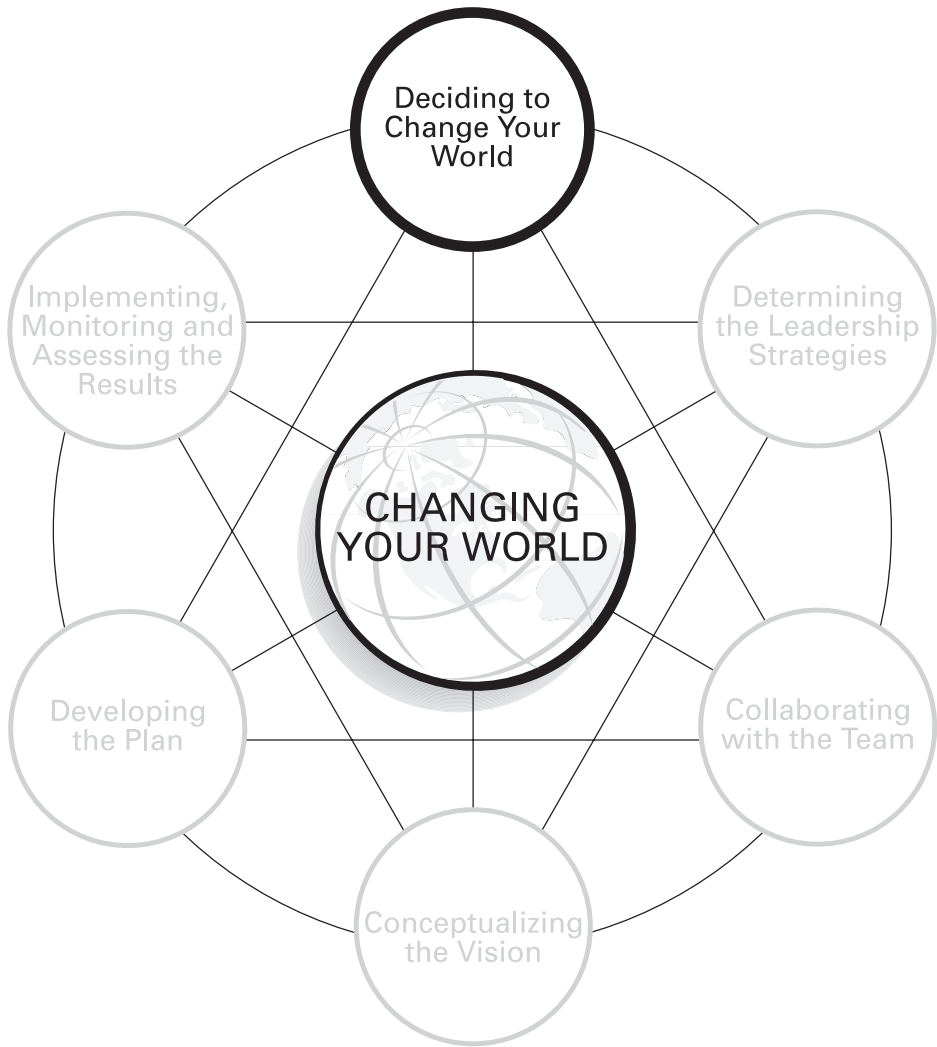 Deciding to
Change Your
World
Implementing,
Monitoring and
Assessing the
Results
Determining
the Leadership
Strategies
CHANGING
YOUR WORLD
Developing
the Plan
Collaborating
with the Team
Conceptualizing
the Vision